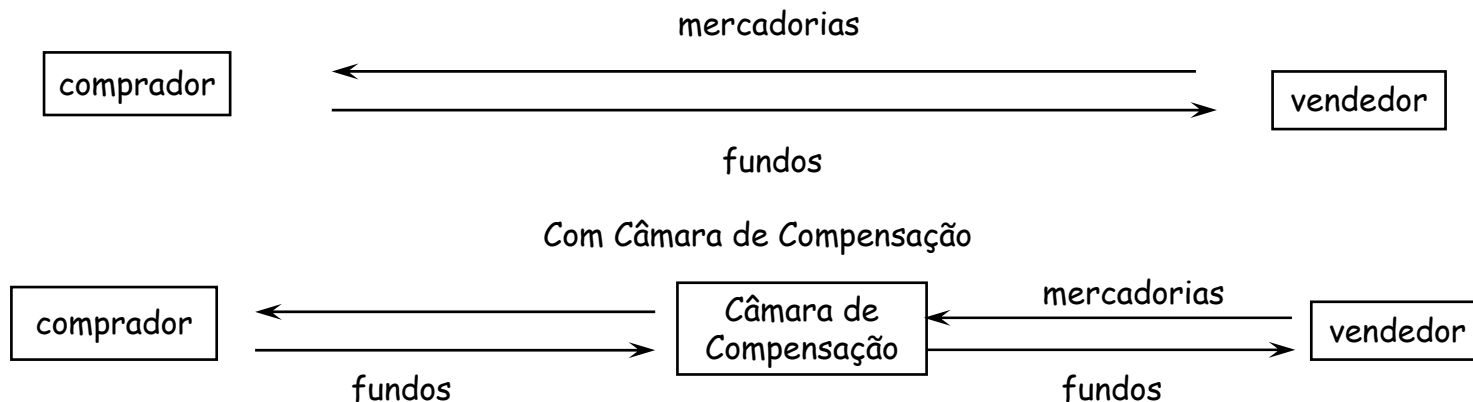 mercadorias
comprador
vendedor
fundos
Com Câmara de Compensação
comprador
Câmara de
Compensação
mercadorias
vendedor
fundos
fundos